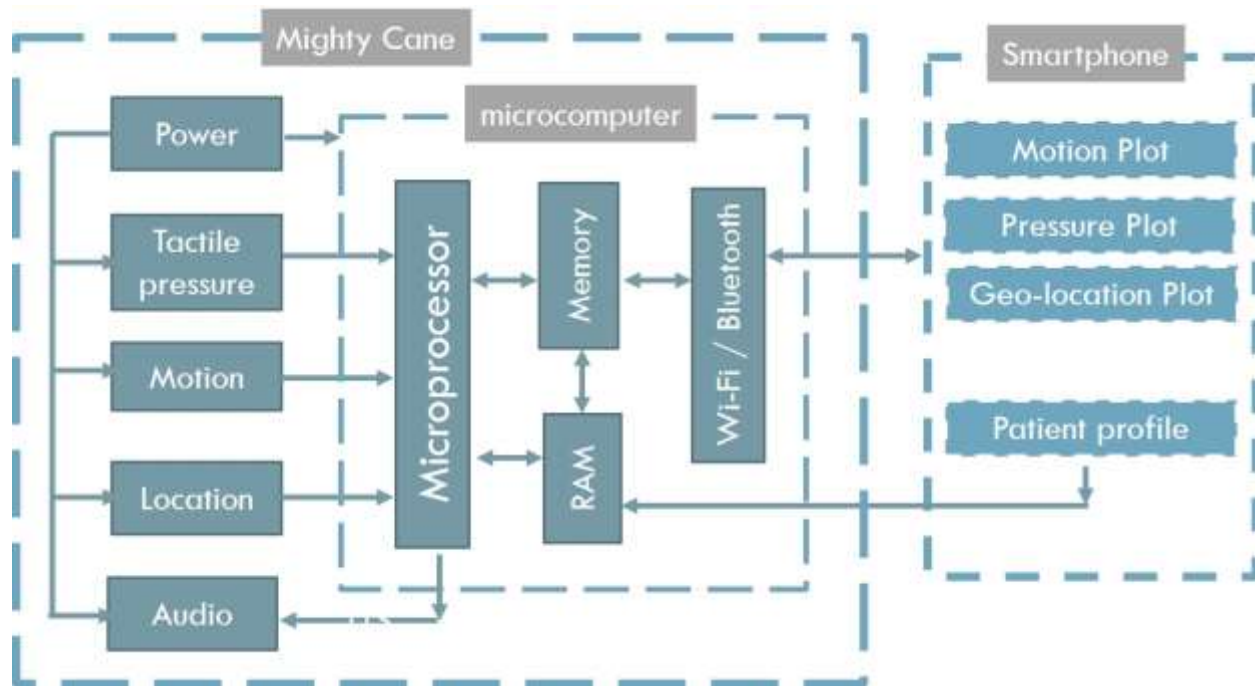 Mighty Cane
Smartphone
microcomputer
Power
Motion Plot
Tactile
pressure
Microprocessor
Memory
Wi-Fi / Bluetooth
Pressure Plot
Geo-location Plot
Motion
Patient profile
Location
RAM
Audio